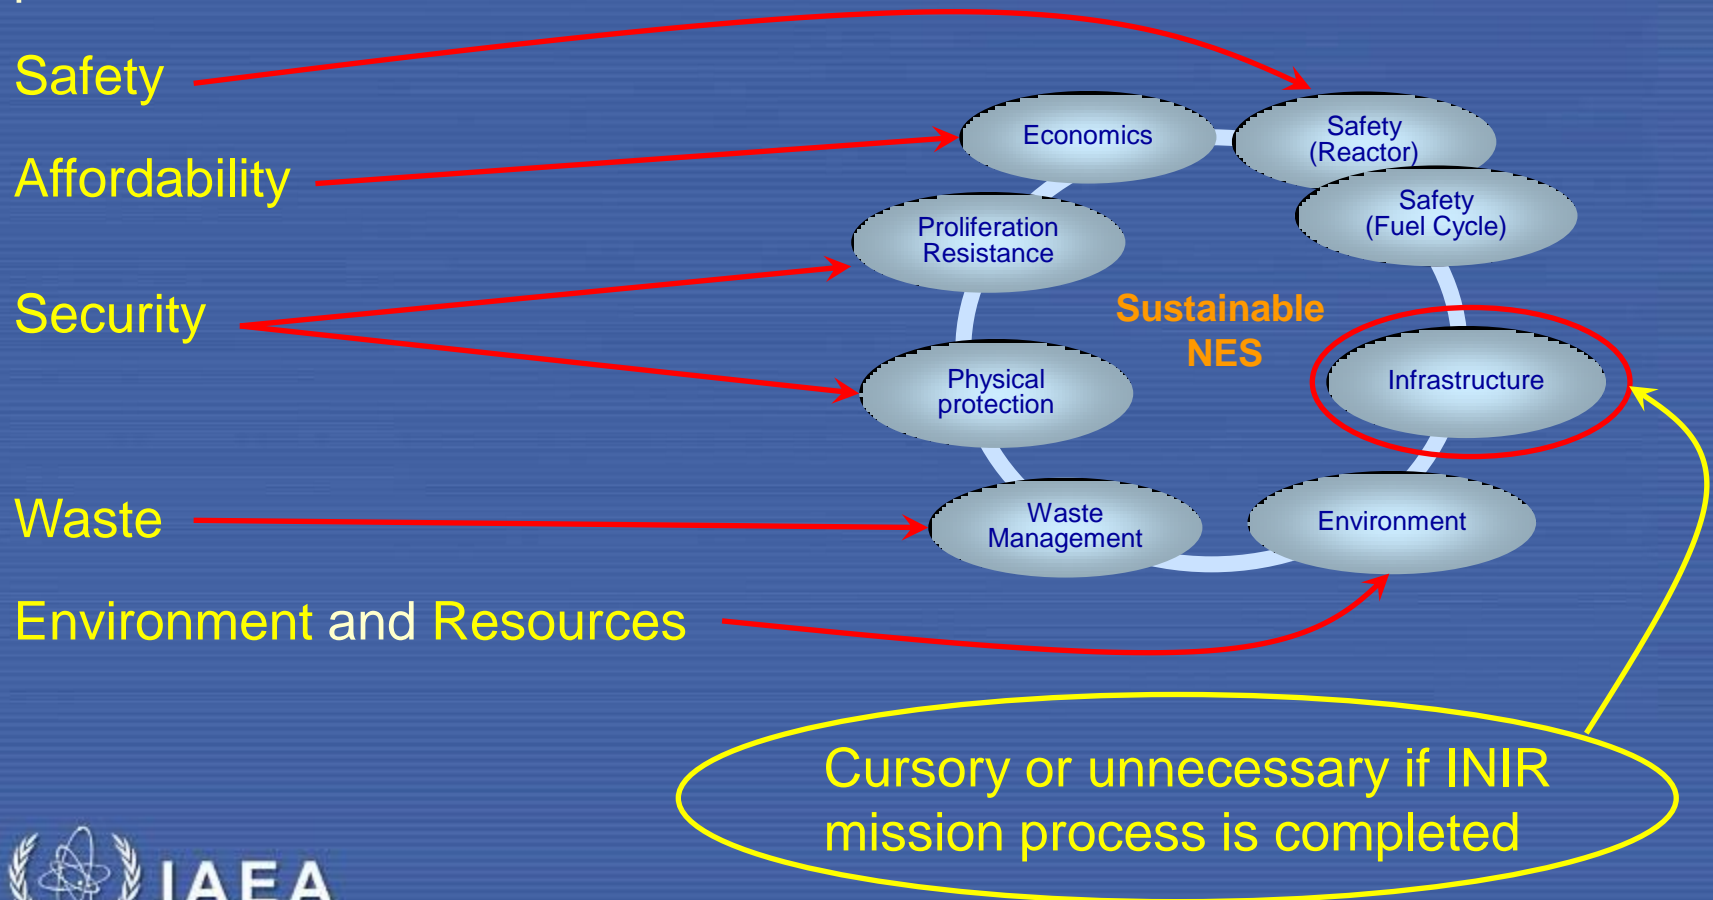 Safety
Affordability
Security
Waste
Environment and Resources
Economics
Safety
(Reactor)
Safety
(Fuel Cycle)
Proliferation
Resistance
Sustainable
NES
Infrastructure
Physical
protection
Waste
Management
Environment
Cursory or unnecessary if INIR
mission process is completed
IAEA